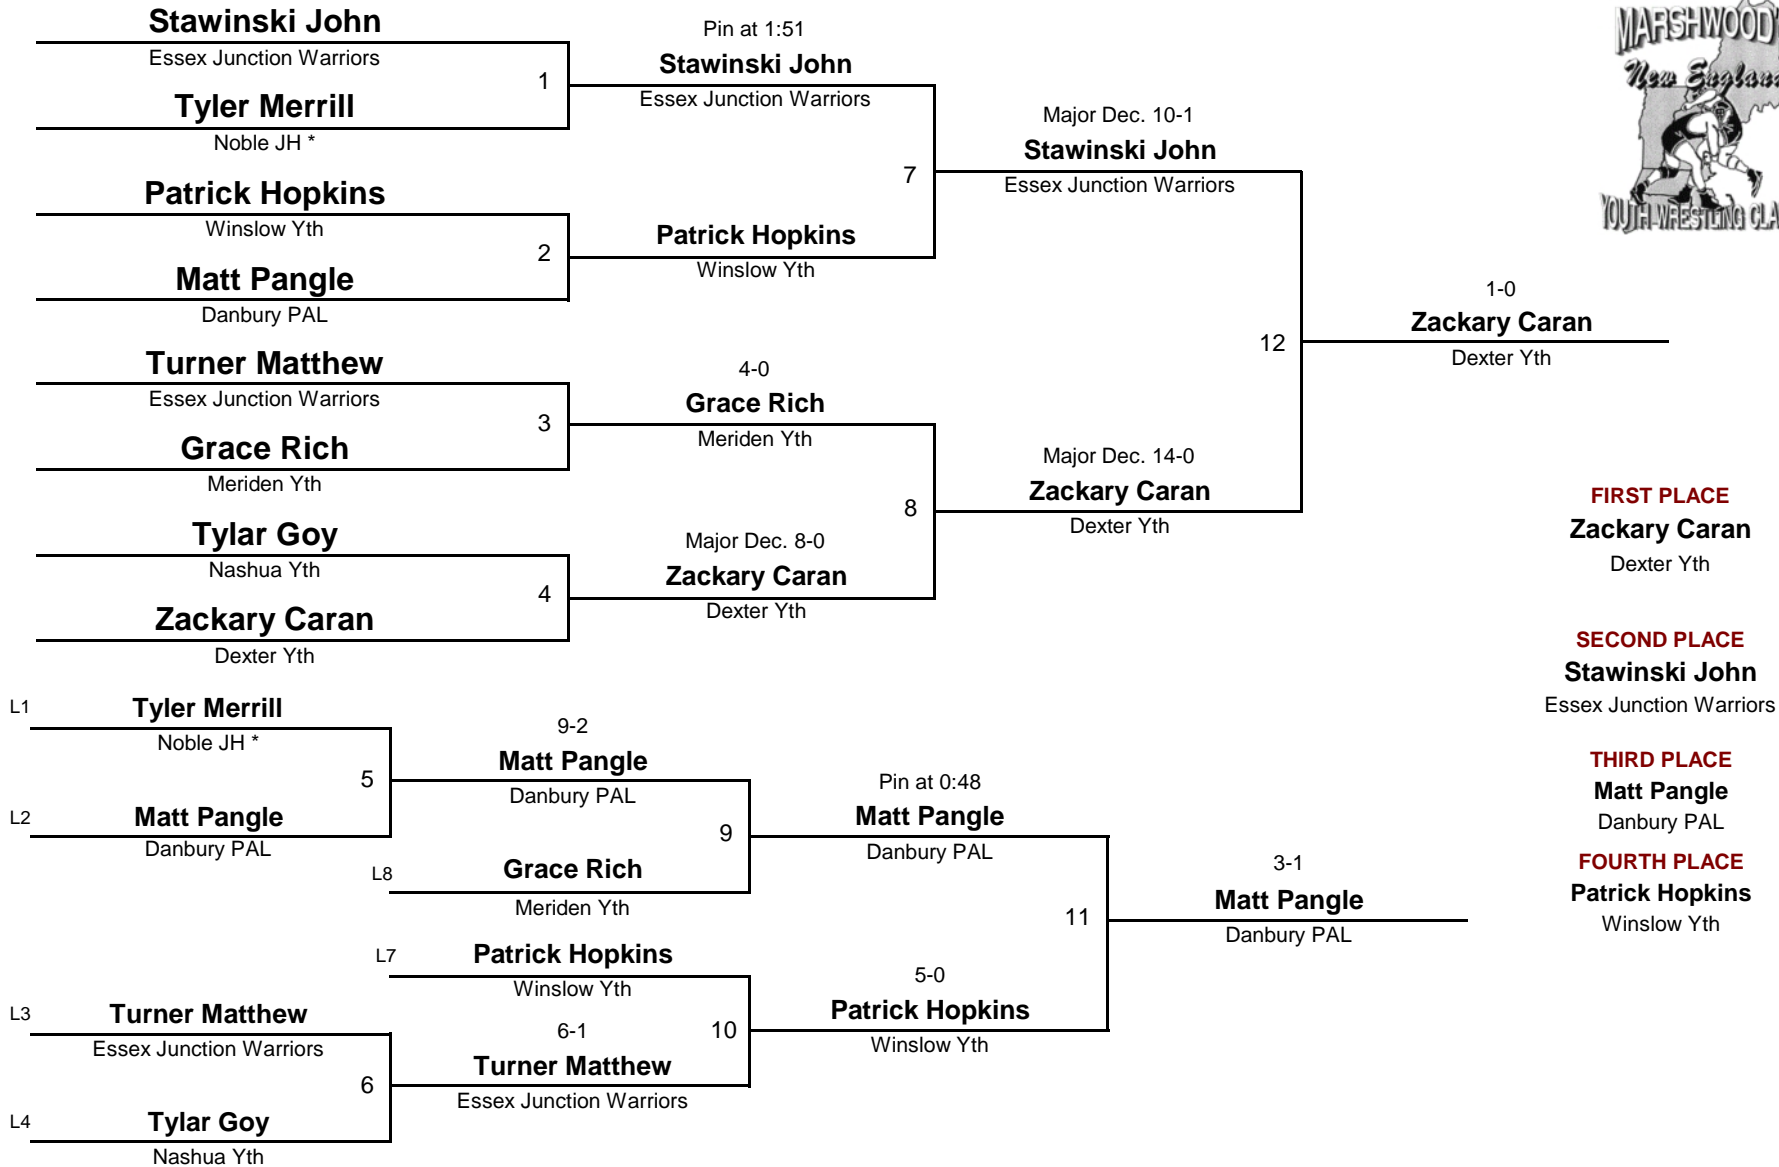 Stawinski John
Essex Junction Warriors
1
Tyler Merrill
Noble JH *
Patrick Hopkins
Winslow Yth
2
Matt Pangle
Danbury PAL
Turner Matthew
Essex Junction Warriors
3
Grace Rich
Meriden Yth
Tylar Goy
Nashua Yth
4
Zackary Caran
Dexter Yth
Pin at 1:51
Stawinski John
Essex Junction Warriors
7
Patrick Hopkins
Winslow Yth
4-0
Grace Rich
Meriden Yth
8
Major Dec. 8-0
Zackary Caran
Dexter Yth
Major Dec. 10-1
Stawinski John
Essex Junction Warriors
12
Major Dec. 14-0
Zackary Caran
Dexter Yth
1-0
Zackary Caran
Dexter Yth
MARSHWOOD'
New England
YOUTH WRESTLING CLA
FIRST PLACE
Zackary Caran
Dexter Yth
SECOND PLACE
Stawinski John
Essex Junction Warriors
THIRD PLACE
Matt Pangle
Danbury PAL
FOURTH PLACE
Patrick Hopkins
Winslow Yth
L1
Tyler Merrill
Noble JH *
5
L2
Matt Pangle
Danbury PAL
9-2
Matt Pangle
Danbury PAL
9
L8
Grace Rich
Meriden Yth
L7
Patrick Hopkins
Winslow Yth
10
L3
Turner Matthew
Essex Junction Warriors
6
L4
Tylar Goy
Nashua Yth
6-1
Turner Matthew
Essex Junction Warriors
Pin at 0:48
Matt Pangle
Danbury PAL
11
5-0
Patrick Hopkins
Winslow Yth
3-1
Matt Pangle
Danbury PAL